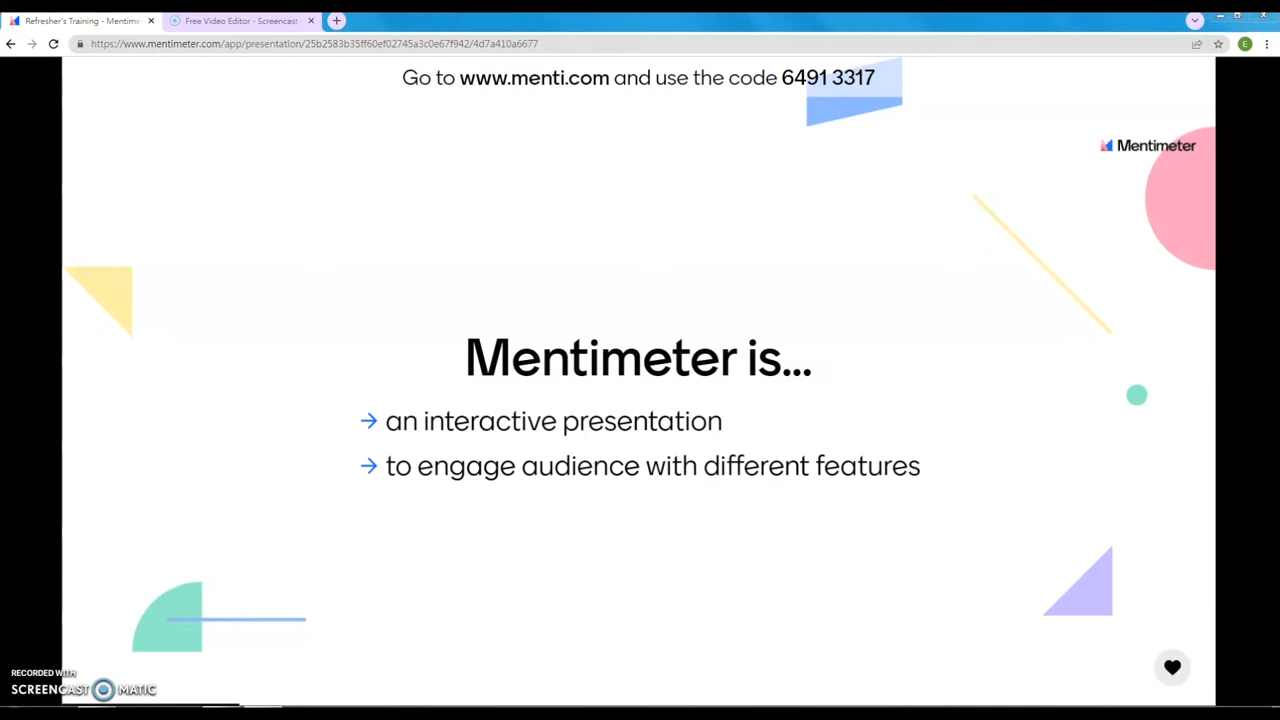 Refresher's Training - Mentime
Free Video Editor - Screencast
https://www.mentimeter.com/app/presentation/25b2583b35ff60ef02745a3c0e67f942/4d7a410a6677
E
Go to www.menti.com and use the code 6491 3317
Mentimeter
Mentimeter is...
→ an interactive presentation
→ to engage audience with different features
RECORDED WITH
SCREENCAST MATIC